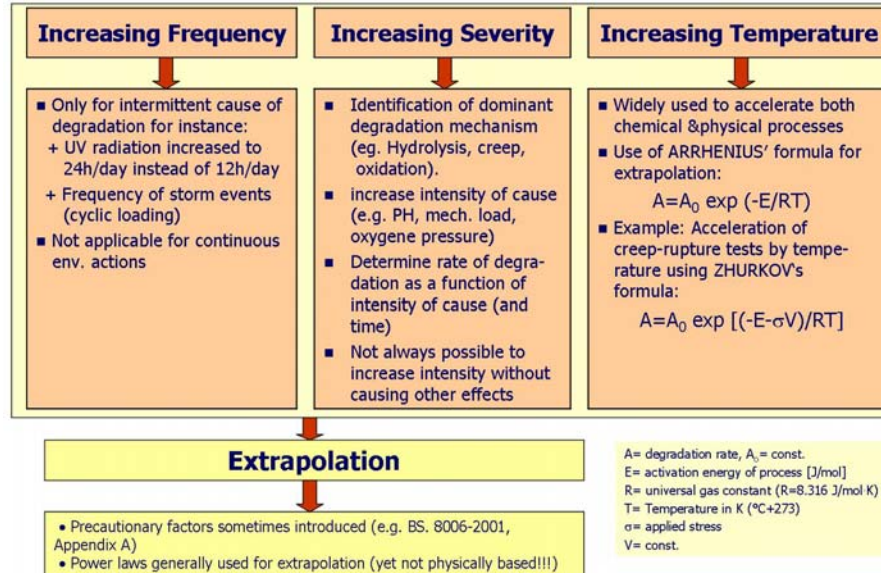 Increasing Frequency
■ Only for intermittent cause of
degradation for instance:
+ UV radiation increased to
24h/day instead of 12h/day
+ Frequency of storm events
(cyclic loading)
■ Not applicable for continuous
env. actions
Increasing Severity
■ Identification of dominant
degradation mechanism
(eg. Hydrolysis, creep,
oxidation).
■ increase intensity of cause
(e.g. PH, mech. load,
oxygene pressure)
■ Determine rate of degra-
dation as a function of
intensity of cause (and
time)
■ Not always possible to
increase intensity without
causing other effects
Increasing Temperature
■ Widely used to accelerate both
chemical &physical processes
■ Use of ARRHENIUS' formula for
extrapolation:
A=A₀ exp (-E/RT)
■ Example: Acceleration of
creep-rupture tests by tempe-
rature using ZHURKOV's
formula:
A=A₀ exp [(-E-σV)/RT]
Extrapolation
• Precautionary factors sometimes introduced (e.g. BS. 8006-2001,
Appendix A)
• Power laws generally used for extrapolation (yet not physically based!!!)
A= degradation rate, A₀= const.
E= activation energy of process [J/mol]
R= universal gas constant (R=8.316 J/mol·K)
T= Temperature in K (°C+273)
σ= applied stress
V= const.